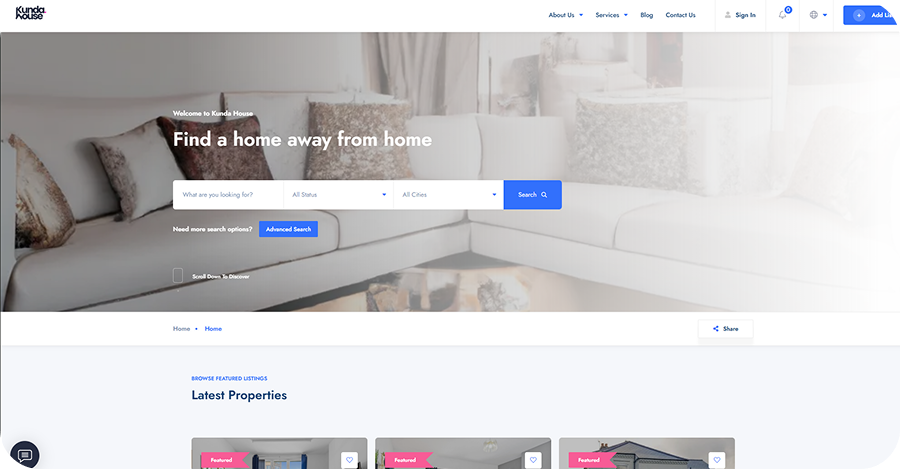 Kunda
House
About Us
Services
Blog
Contact Us
Sign In
0
Add
Welcome to Kunda House
Find a home away from home
What are you looking for?
All Status
All Cities
Search
Need more search options?
Advanced Search
Scroll Down To Discover
Home • Home
Share
BROWSE FEATURED LISTINGS
Latest Properties
Featured
Featured
Featured